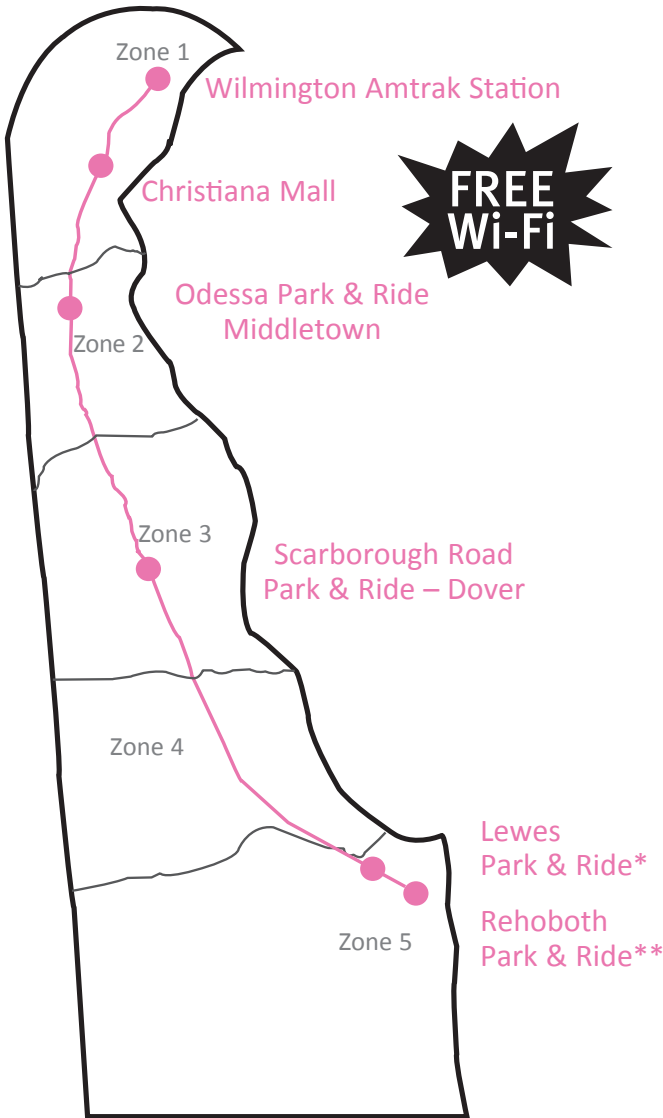 Zone 1
Wilmington Amtrak Station
FREE
Wi-Fi
Christiana Mall
Odessa Park & Ride
Middletown
Zone 2
Zone 3
Scarborough Road
Park & Ride – Dover
Zone 4
Lewes
Park & Ride*
Rehoboth
Park & Ride**
Zone 5